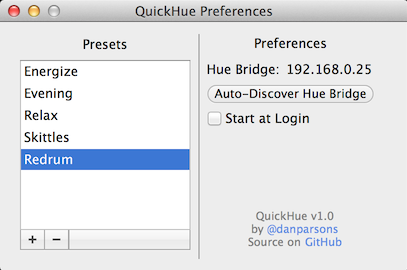 QuickHue Preferences
Presets
Energize
Evening
Relax
Skittles
Redrum
+ −
Preferences
Hue Bridge: 192.168.0.25
Auto-Discover Hue Bridge
Start at Login
QuickHue v1.0
by @danparsons
Source on GitHub